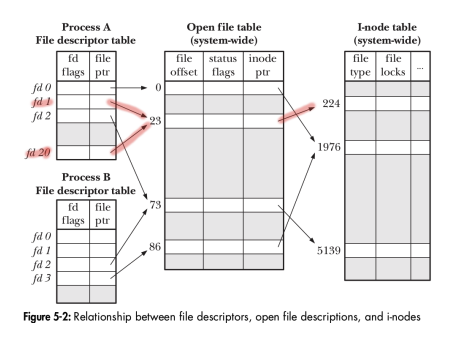 Process A
File descriptor table
fd
flags
file
ptr
fd 0
fd 1
fd 2
fd 20
Process B
File descriptor table
fd
flags
file
ptr
fd 0
fd 1
fd 2
fd 3
Open file table
(system-wide)
file
offset
status
flags
inode
ptr
0
23
73
86
I-node table
(system-wide)
file
type
file
locks
...
224
1976
5139
Figure 5-2: Relationship between file descriptors, open file descriptions, and i-nodes